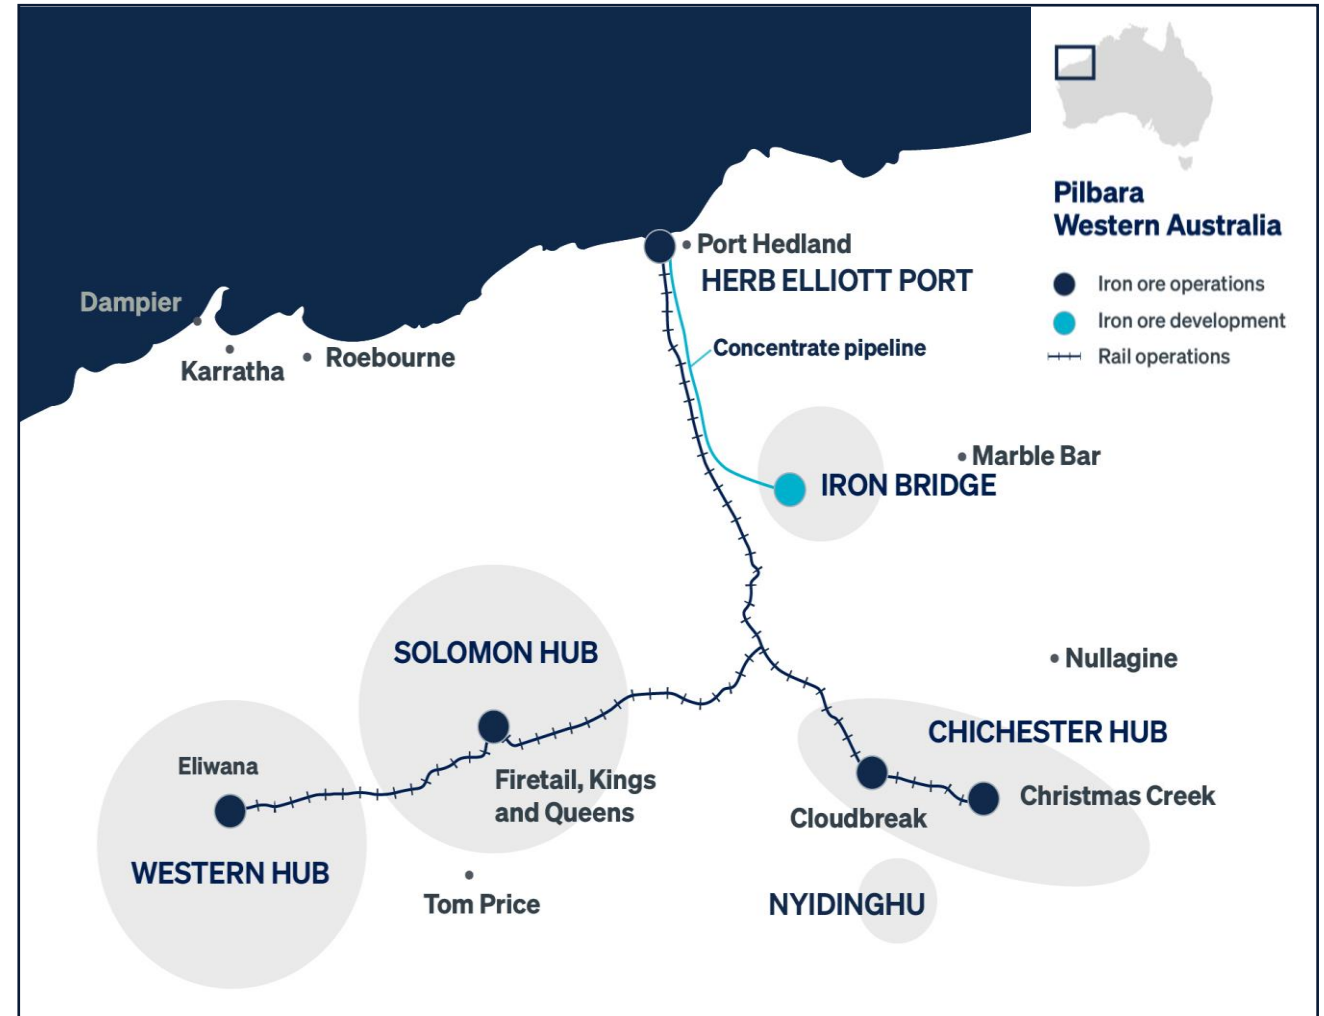 Pilbara
Western Australia
Iron ore operations
Iron ore development
Rail operations
Port Hedland
HERB ELLIOTT PORT
Dampier
Karratha
Roebourne
Concentrate pipeline
Marble Bar
IRON BRIDGE
SOLOMON HUB
Nullagine
CHICHESTER HUB
Eliwana
Firetail, Kings
and Queens
Christmas Creek
Cloudbreak
WESTERN HUB
Tom Price
NYIDINGHU